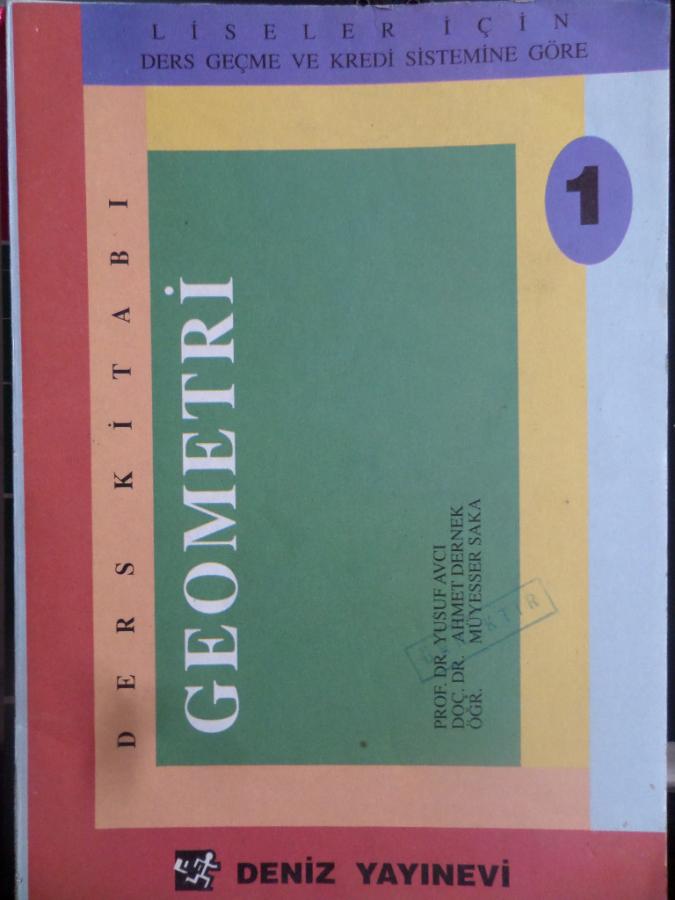 LİSELER İÇİN
DERS GEÇME VE KREDİ SİSTEMİNE GÖRE
1
DERS KİTABI
GEOMETRİ
PROF. DR. YUSUF AVCI
DOÇ. DR. AHMET DERNEK
ÖĞR. MÜYESSER SAKA
DENİZ YAYINEVİ